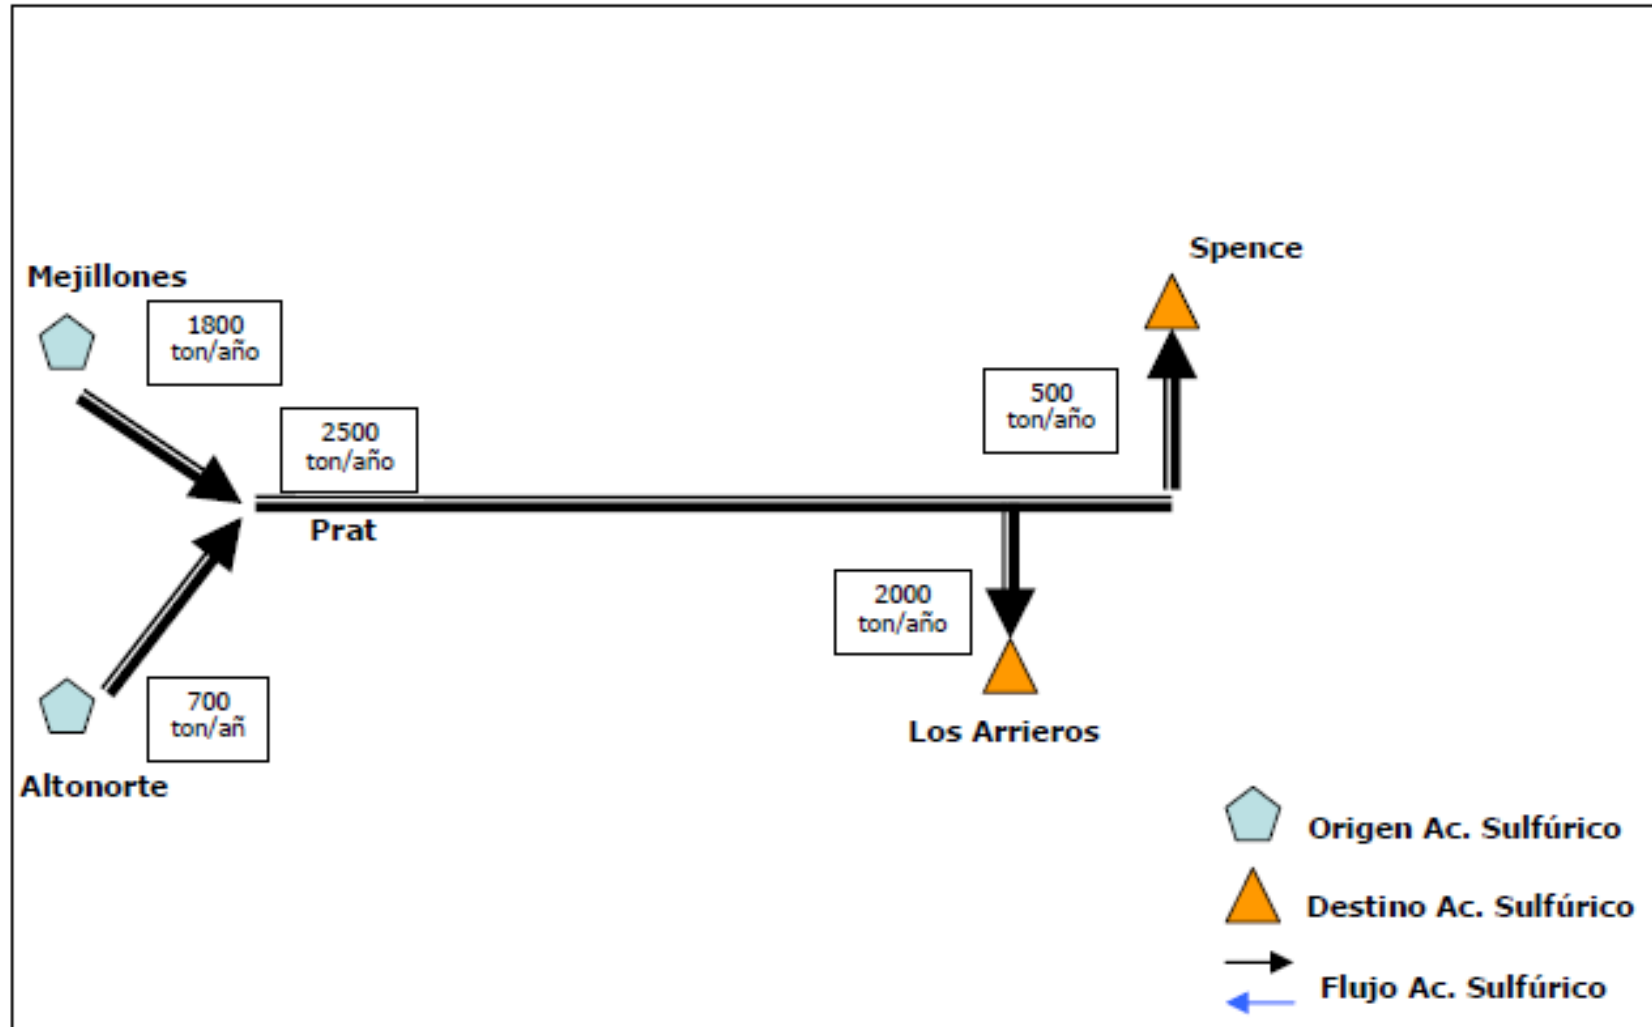 Spence
Mejillones
1800
ton/año
500
ton/año
2500
ton/año
Prat
2000
ton/año
700
ton/añ
Los Arrieros
Altonorte
Origen Ac. Sulfúrico
Destino Ac. Sulfúrico
Flujo Ac. Sulfúrico